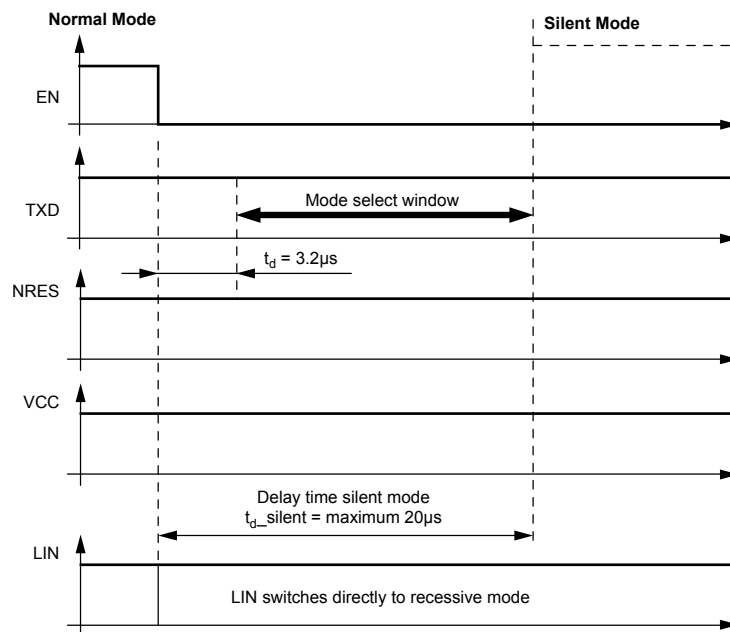 Normal Mode
Silent Mode
EN
TXD
Mode select window
t_d = 3.2µs
NRES
VCC
Delay time silent mode
t_d_silent = maximum 20µs
LIN
LIN switches directly to recessive mode